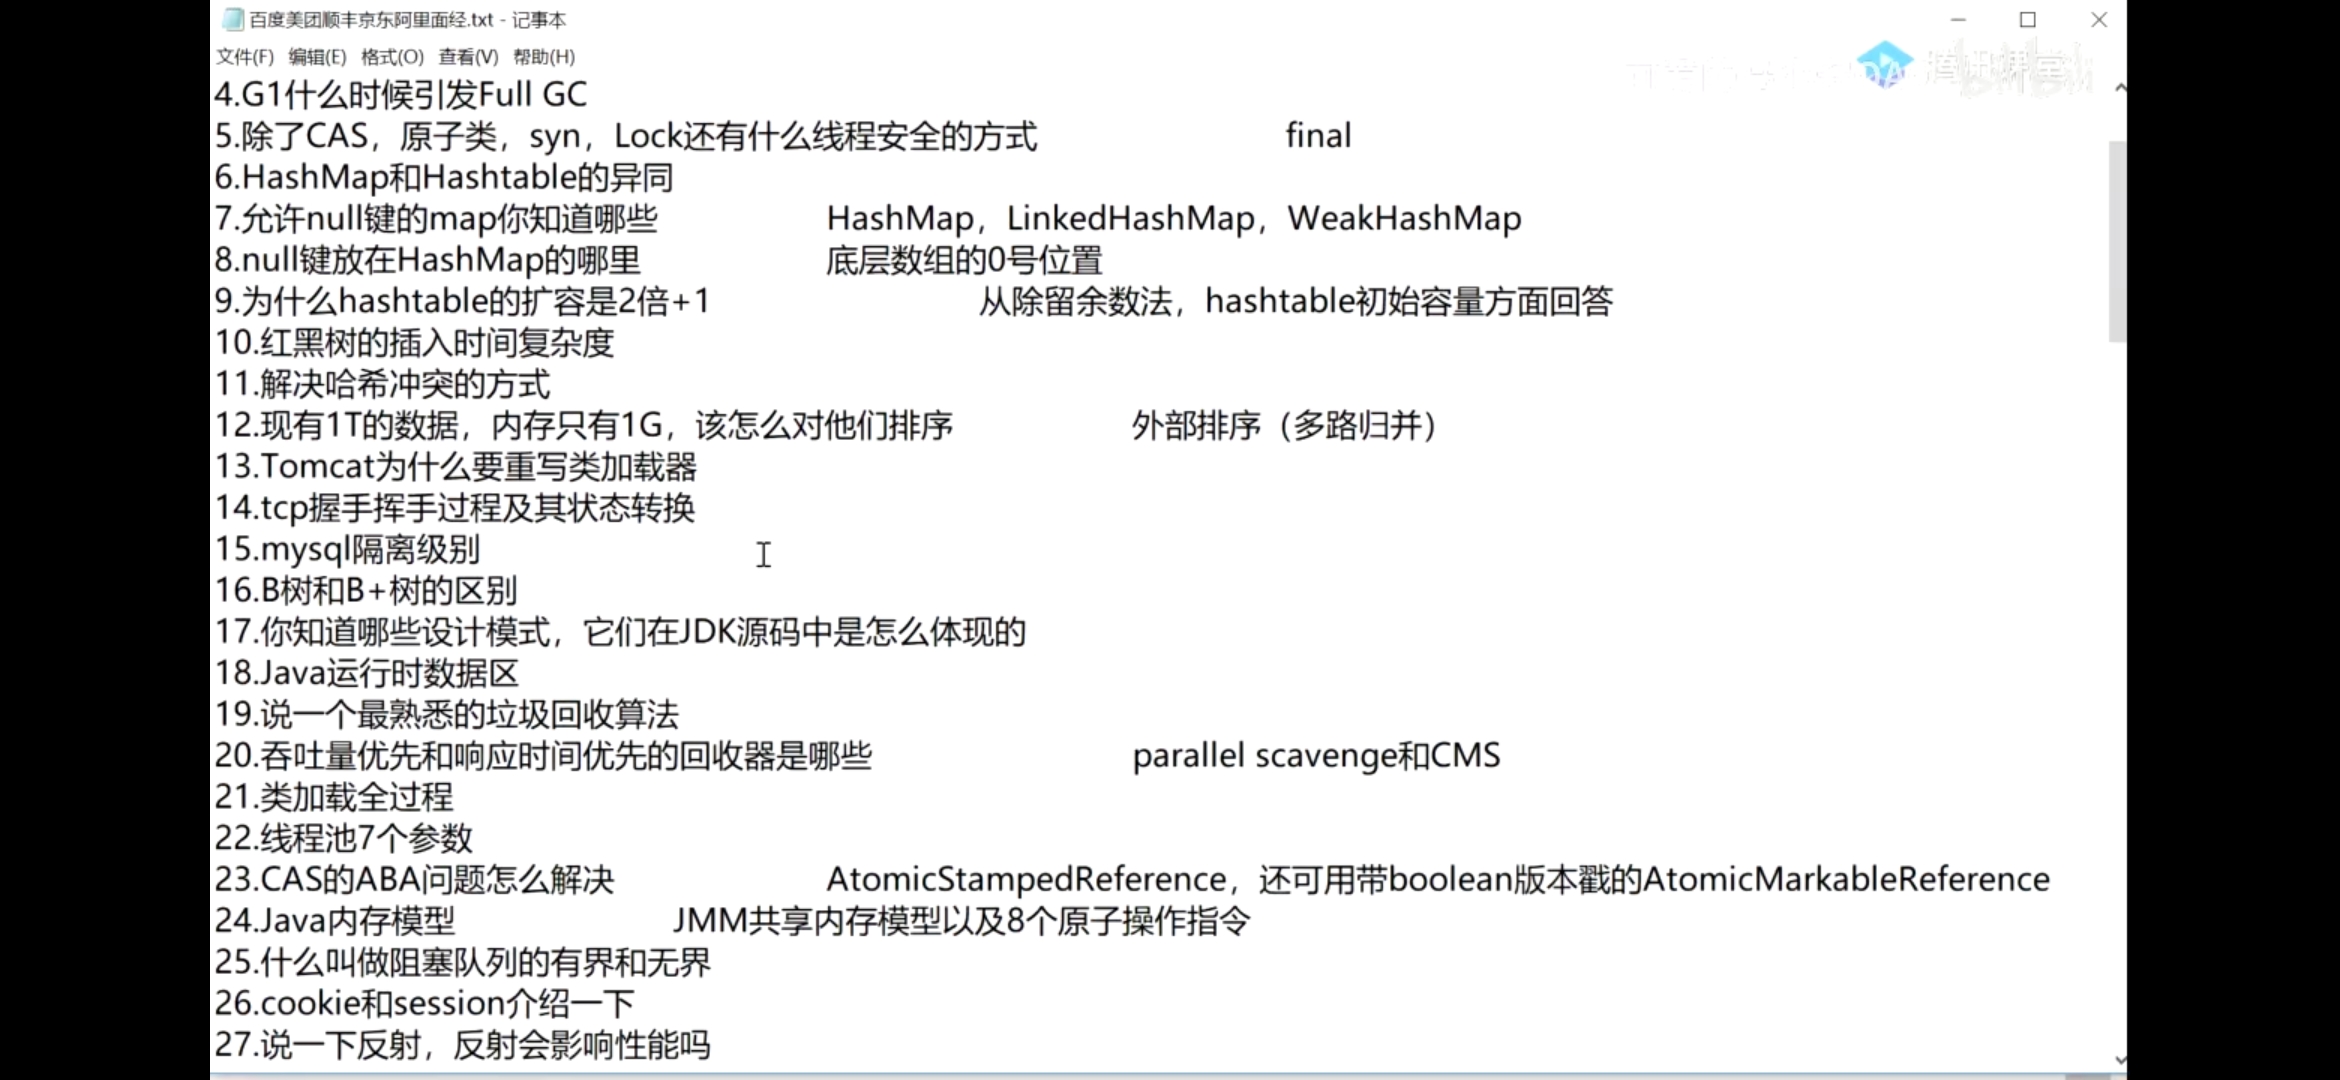 百度美团顺丰京东阿里面经.txt - 记事本
文件(F) 编辑(E) 格式(O) 查看(V) 帮助(H)
腾讯课堂
4.G1什么时候引发Full GC
5.除了CAS，原子类，syn，Lock还有什么线程安全的方式 final
6.HashMap和Hashtable的异同
7.允许null键的map你知道哪些 HashMap，LinkedHashMap，WeakHashMap
8.null键放在HashMap的哪里 底层数组的0号位置
9.为什么hashtable的扩容是2倍+1 从除留余数法，hashtable初始容量方面回答
10.红黑树的插入时间复杂度
11.解决哈希冲突的方式
12.现有1T的数据，内存只有1G，该怎么对他们排序 外部排序（多路归并）
13.Tomcat为什么要重写类加载器
14.tcp握手挥手过程及其状态转换
15.mysql隔离级别
16.B树和B+树的区别
17.你知道哪些设计模式，它们在JDK源码中是怎么体现的
18.Java运行时数据区
19.说一个最熟悉的垃圾回收算法
20.吞吐量优先和响应时间优先的回收器是哪些 parallel scavenge和CMS
21.类加载全过程
22.线程池7个参数
23.CAS的ABA问题怎么解决 AtomicStampedReference，还可用带boolean版本戳的AtomicMarkableReference
24.Java内存模型 JMM共享内存模型以及8个原子操作指令
25.什么叫做阻塞队列的有界和无界
26.cookie和session介绍一下
27.说一下反射，反射会影响性能吗